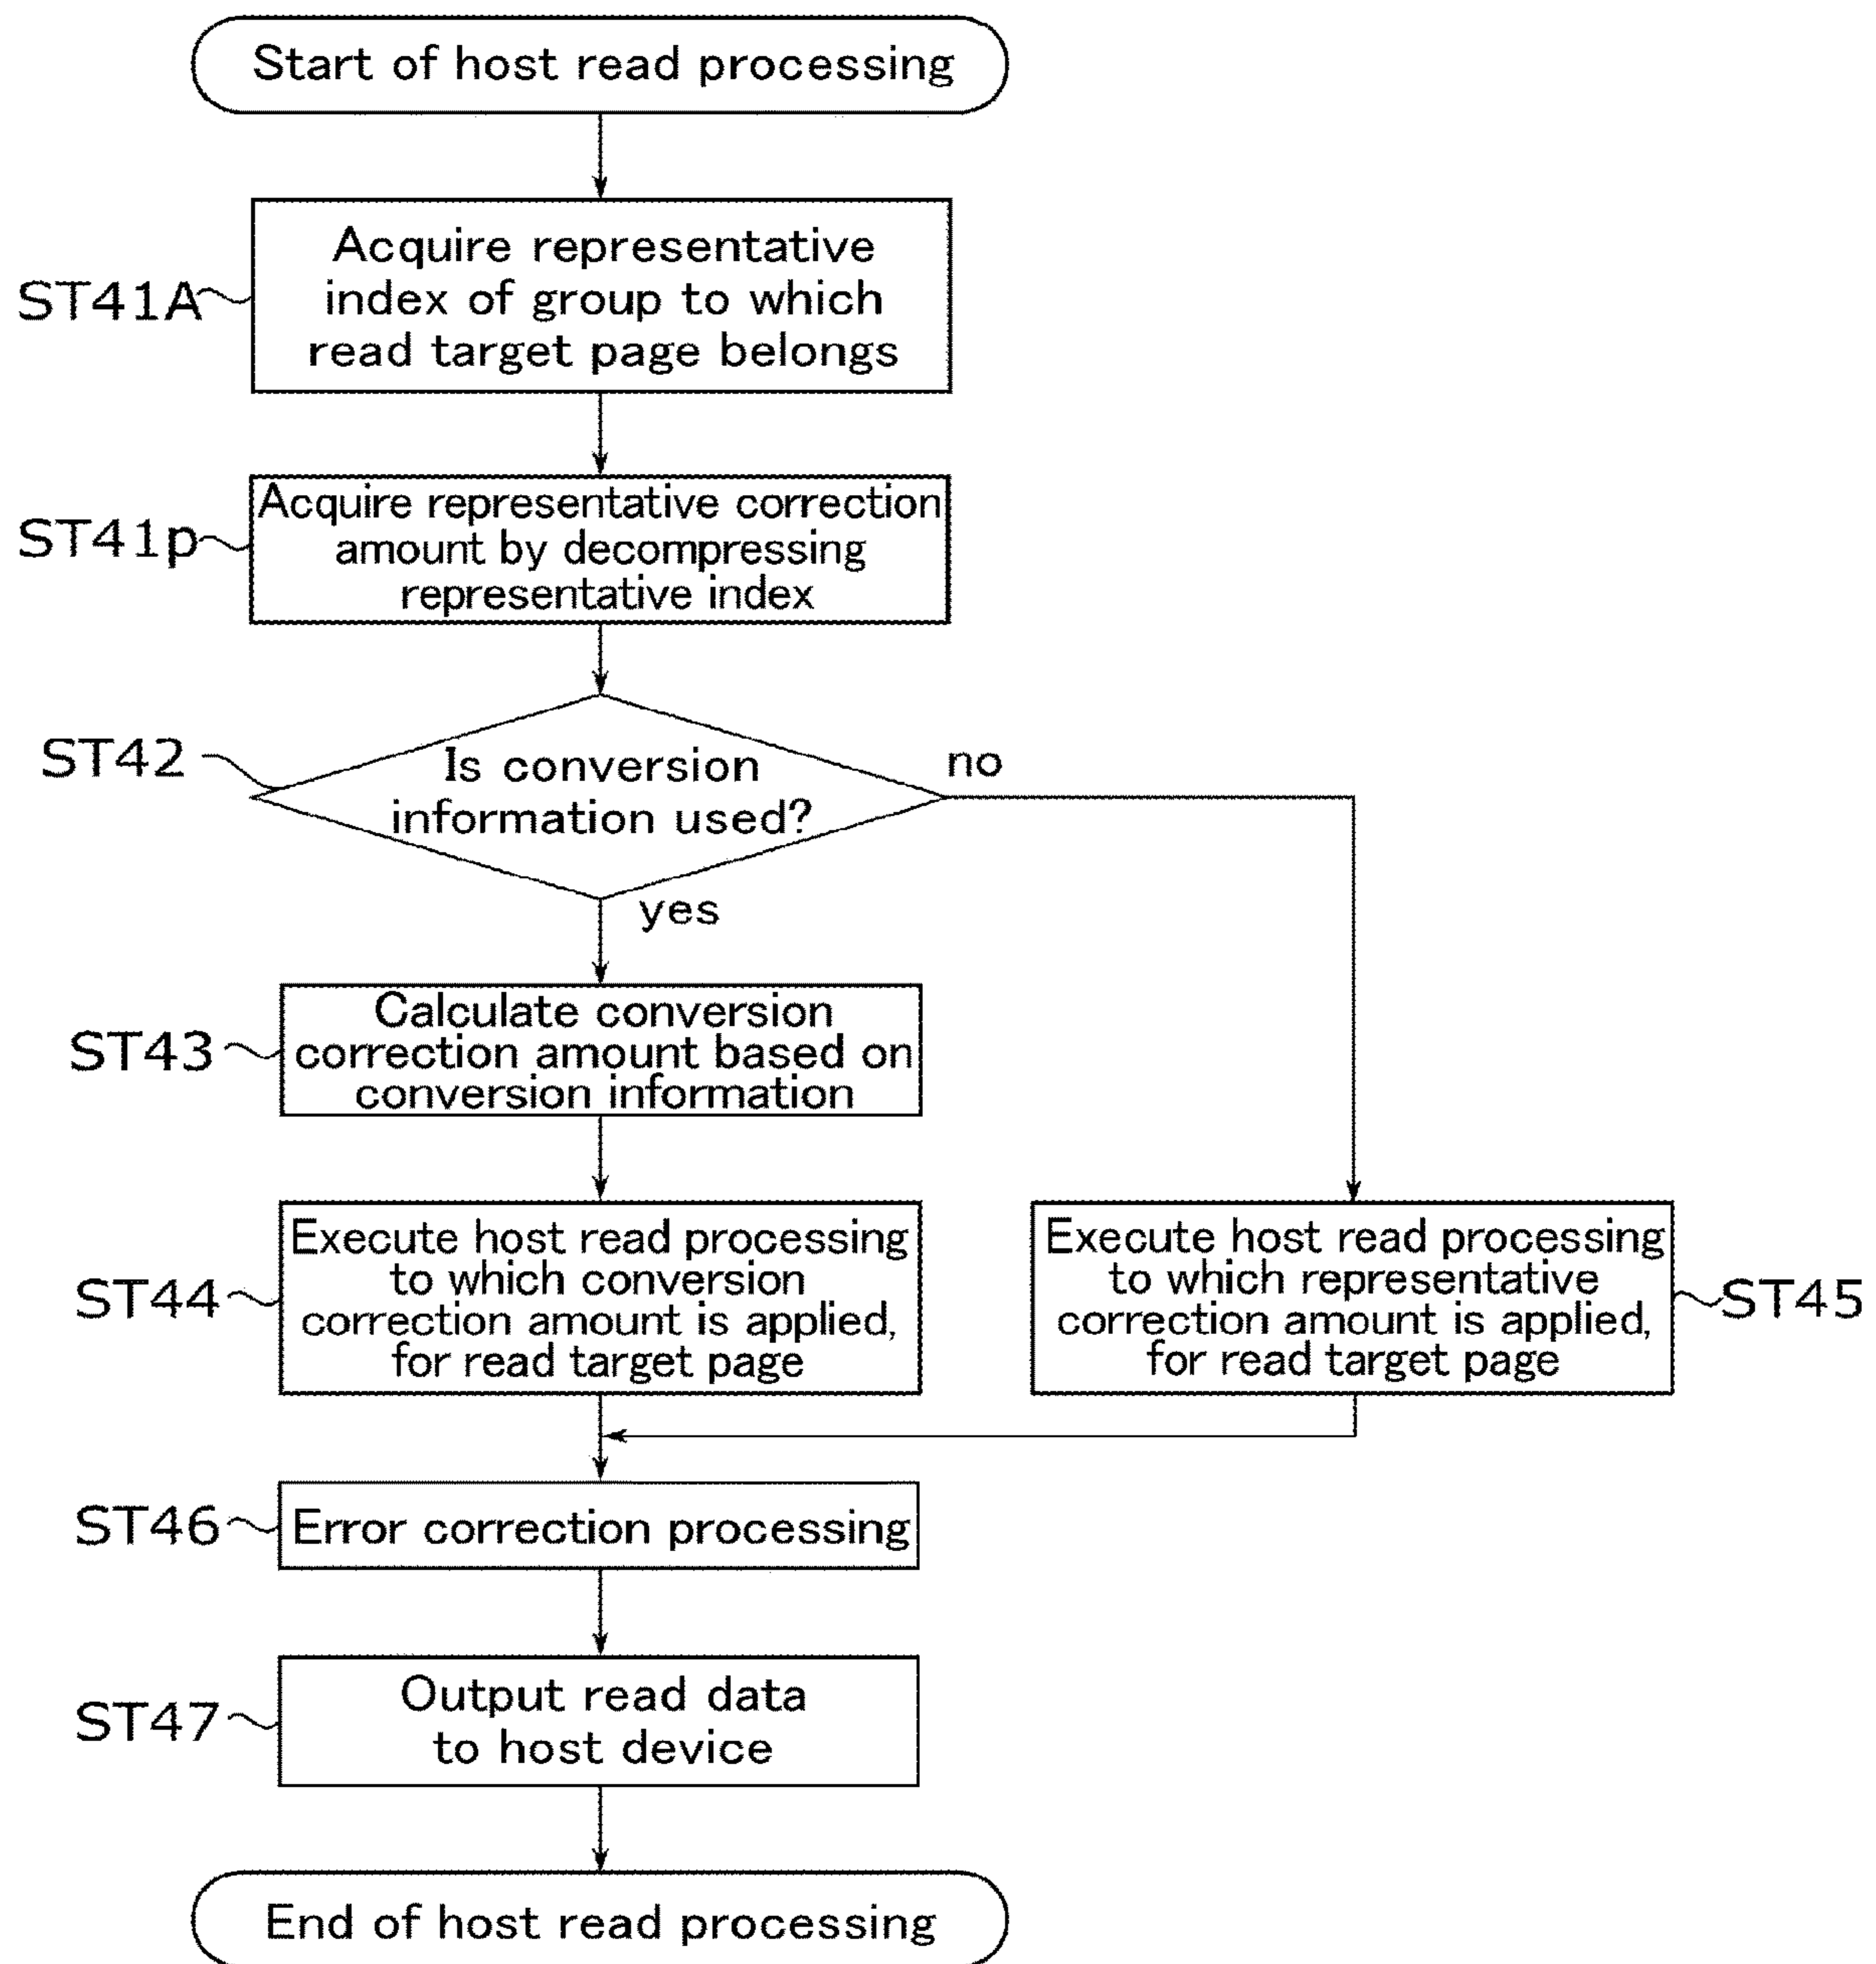 Start of host read processing
ST41A
Acquire representative
index of group to which
read target page belongs
ST41p
Acquire representative correction
amount by decompressing
representative index
ST42
Is conversion
information used?
no
yes
ST43
Calculate conversion
correction amount based on
conversion information
ST44
Execute host read processing
to which conversion
correction amount is applied,
for read target page
Execute host read processing
to which representative
correction amount is applied,
for read target page
ST45
ST46
Error correction processing
ST47
Output read data
to host device
End of host read processing